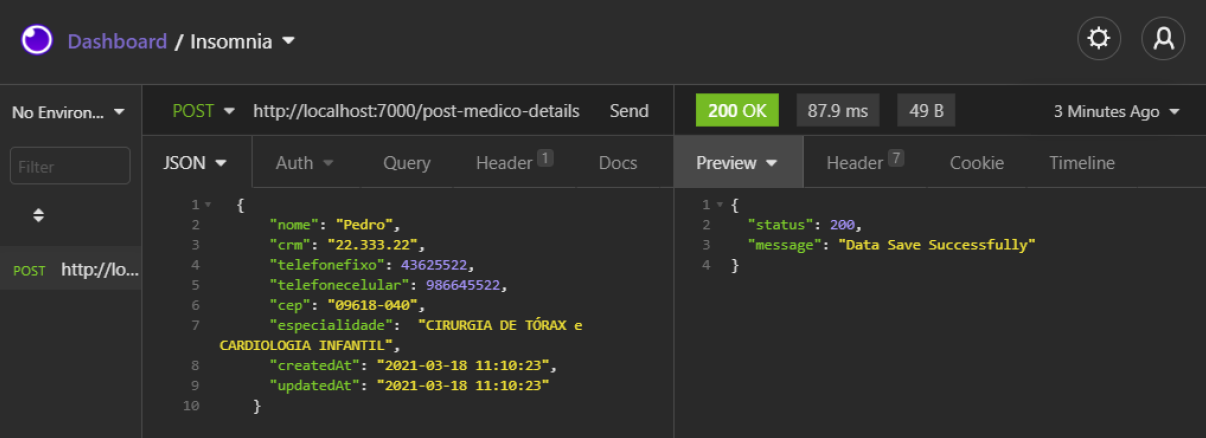 Dashboard / Insomnia
No Environ...
POST http://localhost:7000/post-medico-details Send
200 OK 87.9 ms 49 B 3 Minutes Ago
Filter
JSON Auth Query Header 1 Docs
Preview Header 7 Cookie Timeline
POST http://lo...
1 {
2 "nome": "Pedro",
3 "crm": "22.333.22",
4 "telefonefixo": 43625522,
5 "telefonecelular": 986645522,
6 "cep": "09618-040",
7 "especialidade": "CIRURGIA DE TÓRAX e
CARDIOLOGIA INFANTIL",
8 "createdAt": "2021-03-18 11:10:23",
9 "updatedAt": "2021-03-18 11:10:23"
10 }
1 {
2 "status": 200,
3 "message": "Data Save Successfully"
4 }